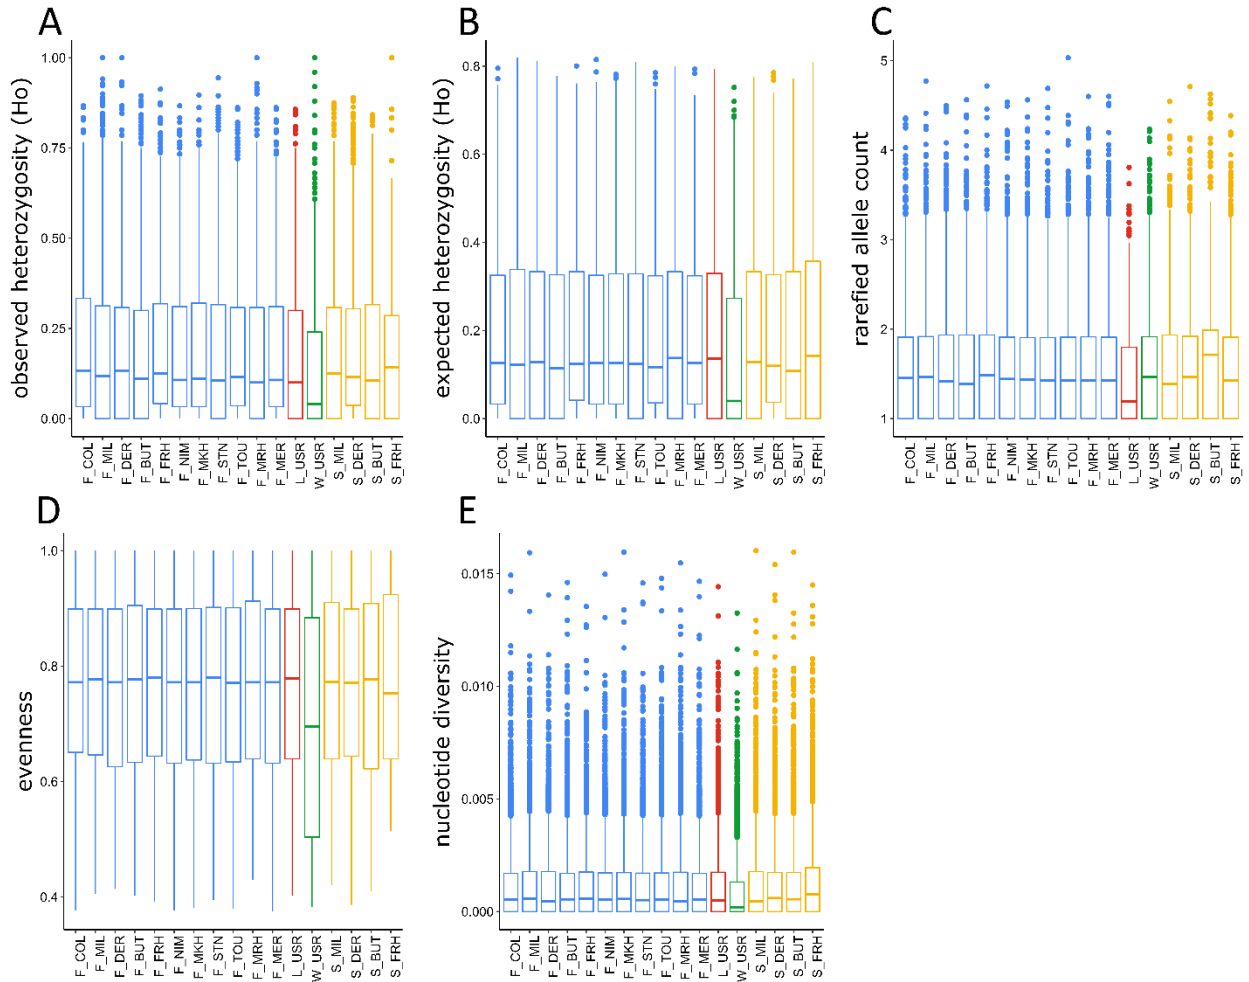 A
observed heterozygosity (Ho)
1.00
0.75
0.50
0.25
0.00
F_COL
F_MIL
F_DER
F_BUT
F_FRH
F_NIM
F_MKH
F_STN
F_TOU
F_MRH
F_MER
L_USR
W_USR
S_MIL
S_DER
S_BUT
S_FRH
B
expected heterozygosity (Ho)
0.8
0.6
0.4
0.2
0.0
F_COL
F_MIL
F_DER
F_BUT
F_FRH
F_NIM
F_MKH
F_STN
F_TOU
F_MRH
F_MER
L_USR
W_USR
S_MIL
S_DER
S_BUT
S_FRH
C
rarefied allele count
5
4
3
2
1
F_COL
F_MIL
F_DER
F_BUT
F_FRH
F_NIM
F_MKH
F_STN
F_TOU
F_MRH
F_MER
L_USR
W_USR
S_MIL
S_DER
S_BUT
S_FRH
D
evenness
1.0
0.8
0.6
0.4
F_COL
F_MIL
F_DER
F_BUT
F_FRH
F_NIM
F_MKH
F_STN
F_TOU
F_MRH
F_MER
L_USR
W_USR
S_MIL
S_DER
S_BUT
S_FRH
E
nucleotide diversity
0.015
0.010
0.005
0.000
F_COL
F_MIL
F_DER
F_BUT
F_FRH
F_NIM
F_MKH
F_STN
F_TOU
F_MRH
F_MER
L_USR
W_USR
S_MIL
S_DER
S_BUT
S_FRH